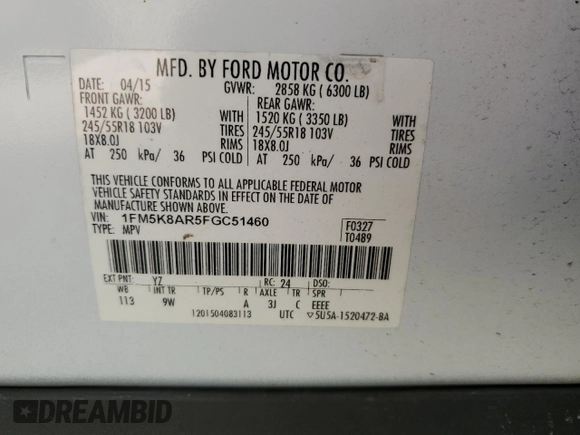 MFD. BY FORD MOTOR CO.
DATE: 04/15 GVWR: 2858 KG ( 6300 LB)
FRONT GAWR: REAR GAWR:
1452 KG ( 3200 LB) 1520 KG ( 3350 LB)
245/55R18 103V TIRES 245/55R18 103V TIRES
18X8.0J RIMS 18X8.0J RIMS
AT 250 kPa/ 36 PSI COLD AT 250 kPa/ 36 PSI COLD
THIS VEHICLE CONFORMS TO ALL APPLICABLE FEDERAL MOTOR
VEHICLE SAFETY STANDARDS IN EFFECT ON THE DATE OF
MANUFACTURE SHOWN ABOVE.
VIN: 1FM5K8AR5FGC51460 F0327
TYPE: MPV T0489
EXT PNT: YZ RC: 24 DSO:
WB INT TR TP/PS R AXLE TR SPR
113 9W A 3J C EEEE
1201504083113 UTC ▽5U5A-1520472-BA
DREAMBID